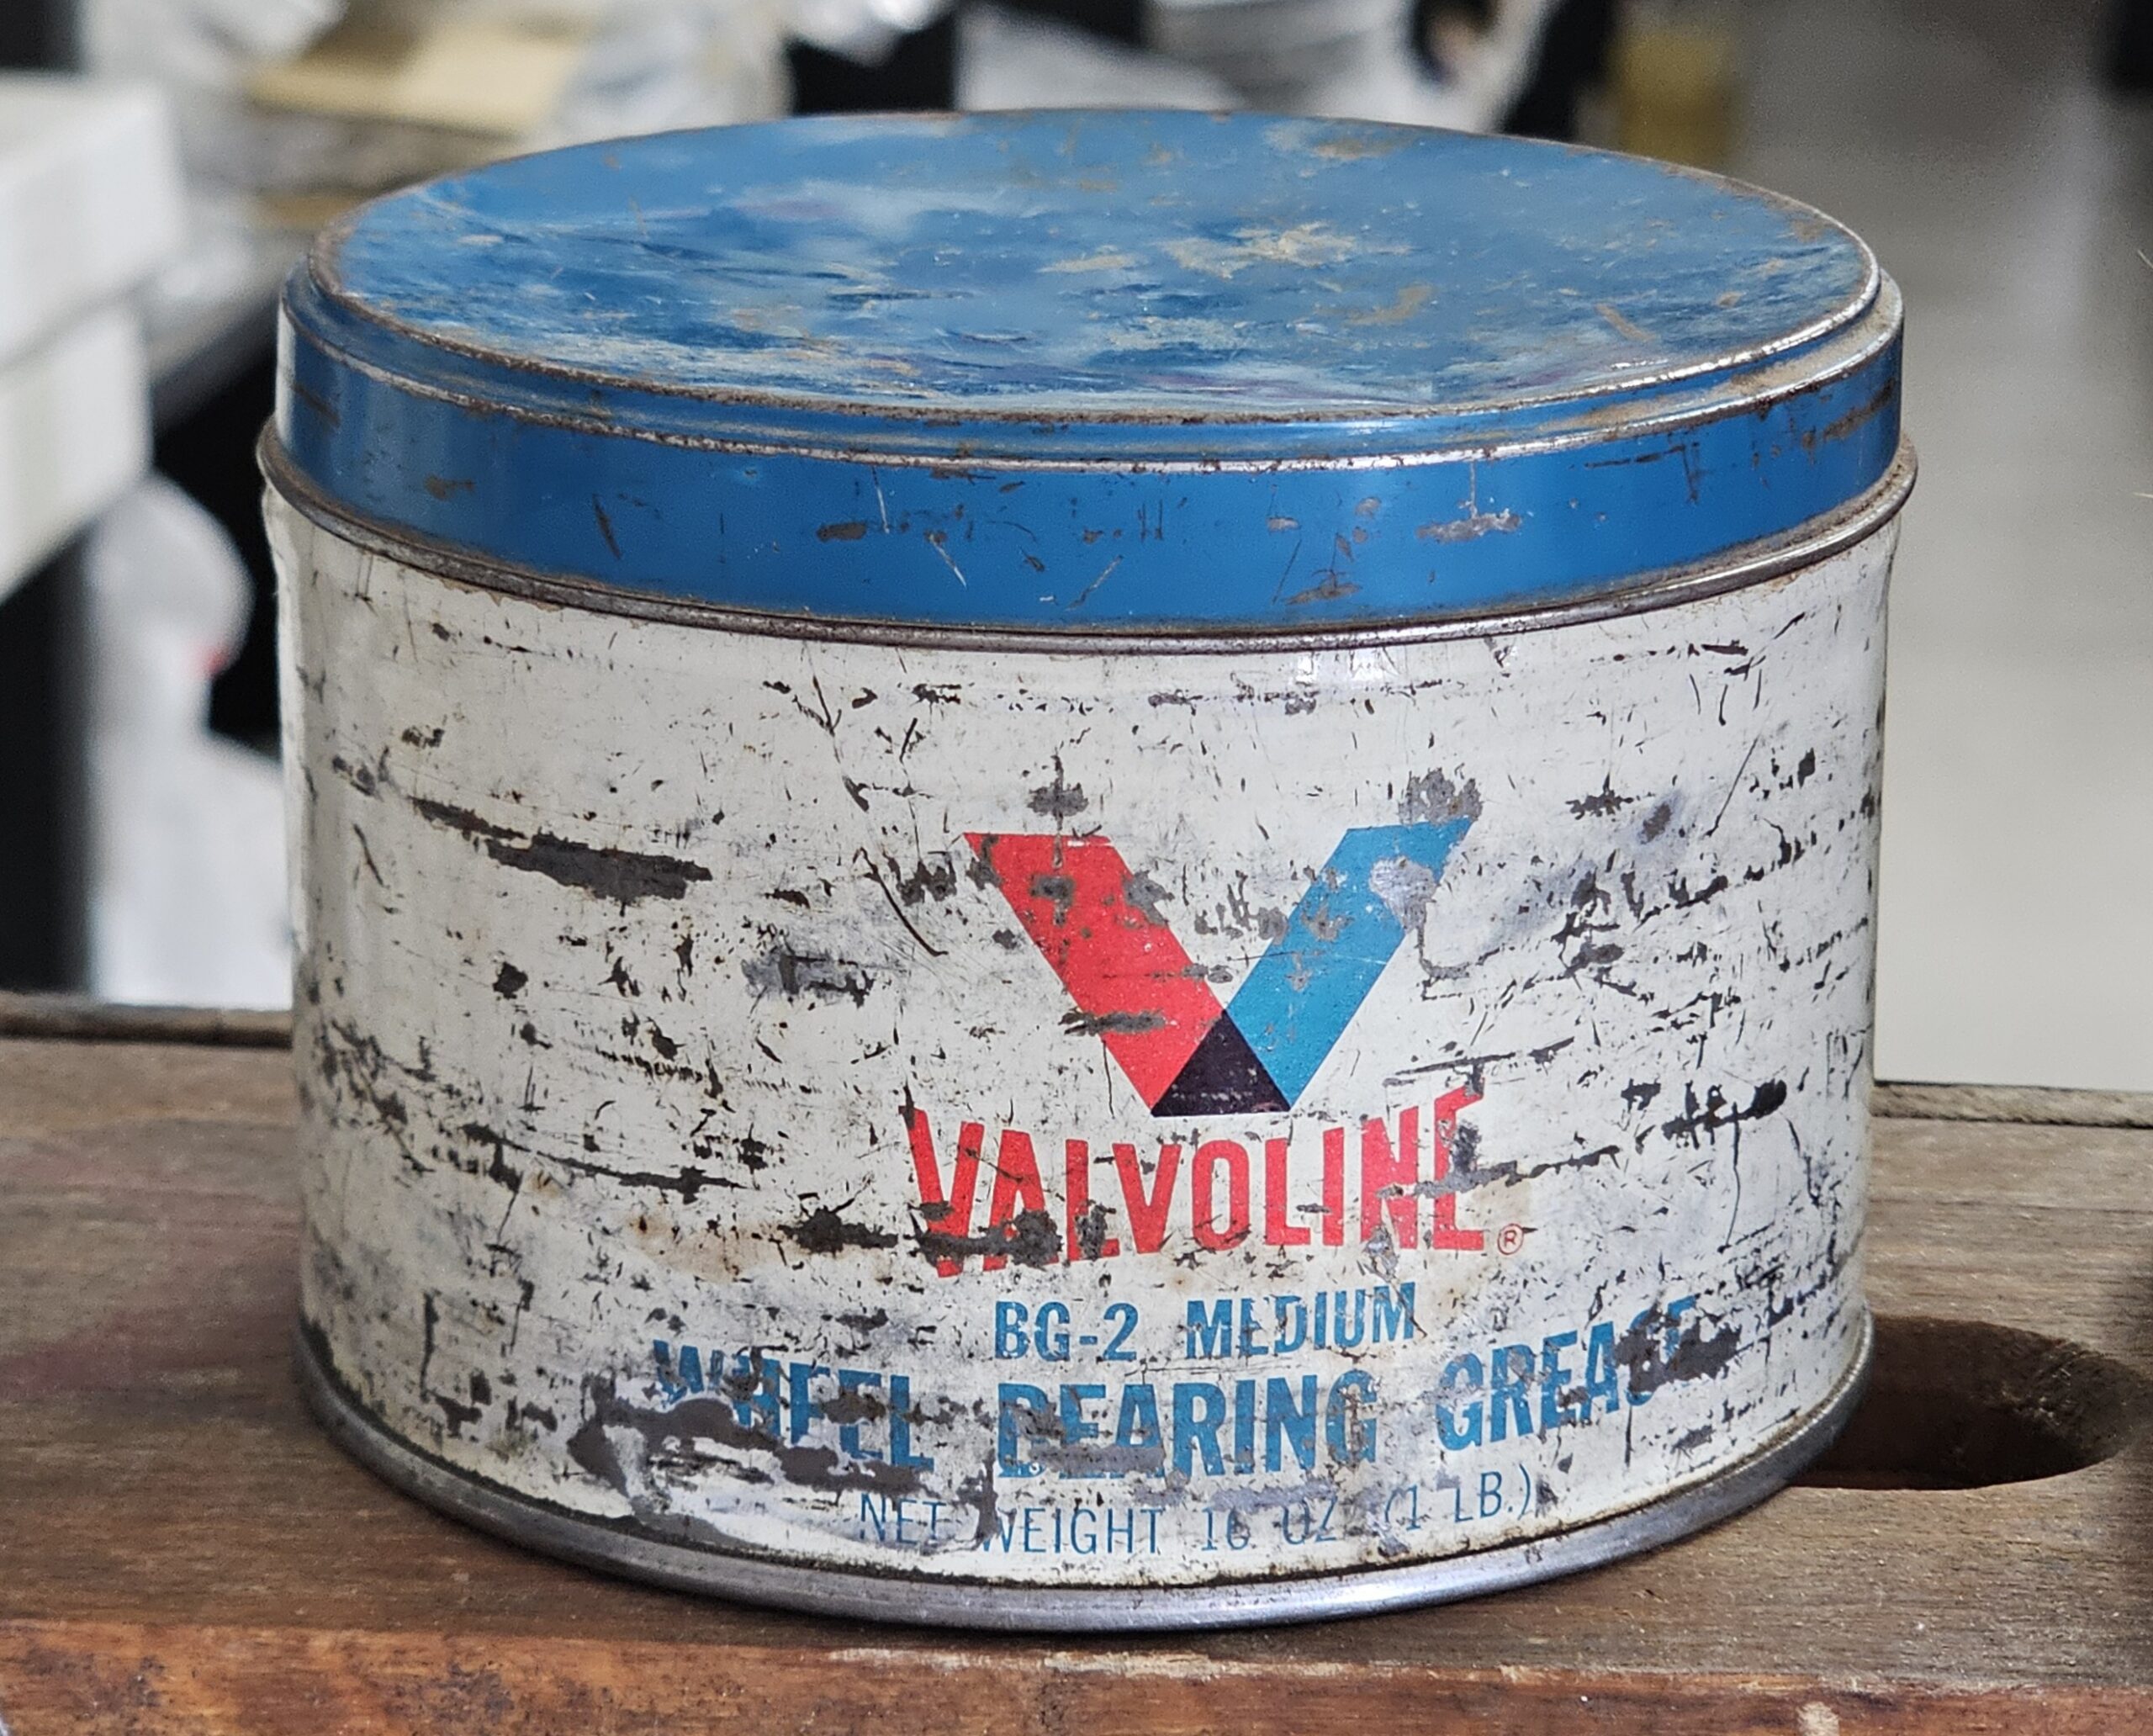 VALVOLINE®
BG-2 MEDIUM
WHEEL BEARING GREASE
NET WEIGHT 16 OZ (1 LB.)